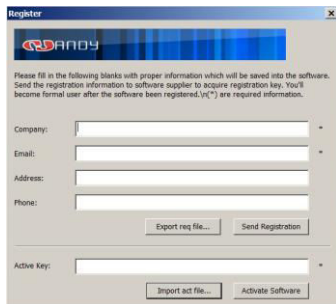 Register
ANDY
Please fill in the following blanks with proper information which will be saved into the software.
Send the registration information to software supplier to acquire registration key. You'll
become formal user after the software been registered.\n(*) are required information.
Company: *
Email: *
Address:
Phone:
Export req file... Send Registration
Active Key: *
Import act file... Activate Software